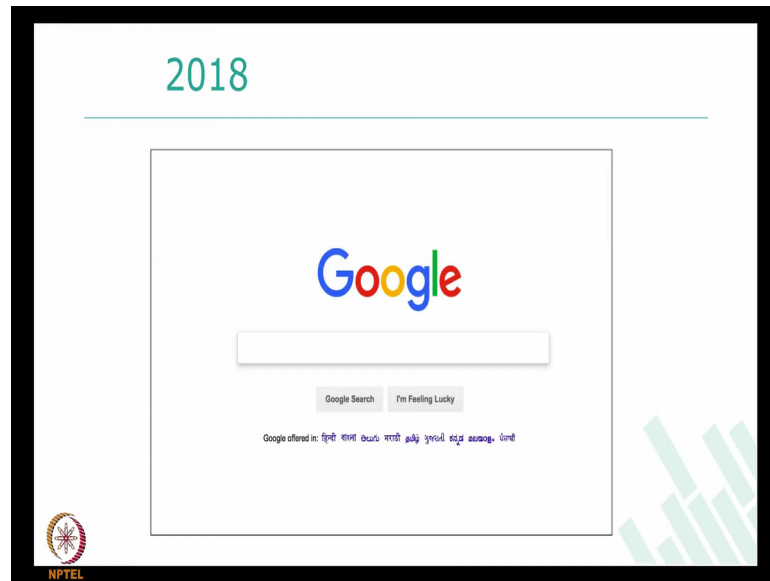 2018
Google
Google Search I'm Feeling Lucky
Google offered in: हिन्दी বাংলা తెలుగు मराठी தமிழ் ગુજરાતી ಕನ್ನಡ മലയാളം ਪੰਜਾਬੀ
NPTEL